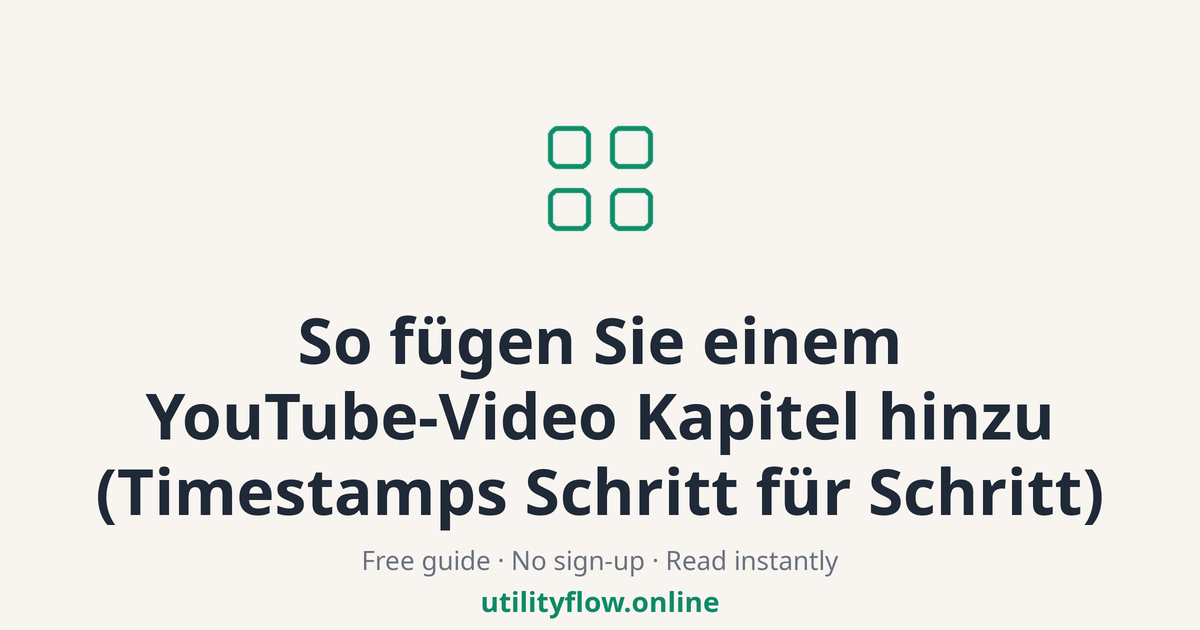 So fügen Sie einem
YouTube-Video Kapitel hinzu
(Timestamps Schritt für Schritt)
Free guide · No sign-up · Read instantly
utilityflow.online